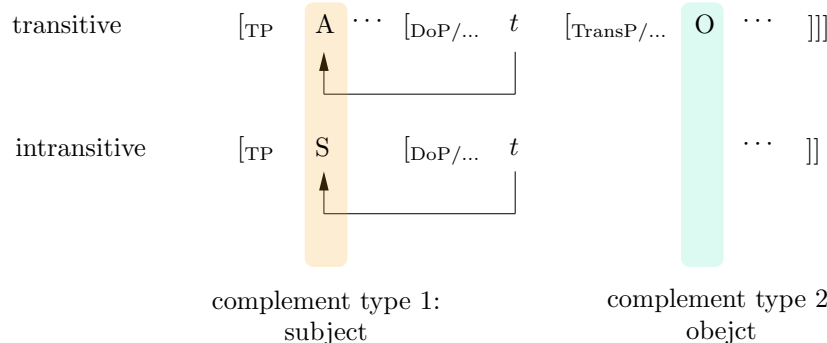 transitive [TP A ··· [DoP/... t [TransP/... O ··· ]]]
intransitive [TP S [DoP/... t ··· ]]
complement type 1: complement type 2
subject obejct